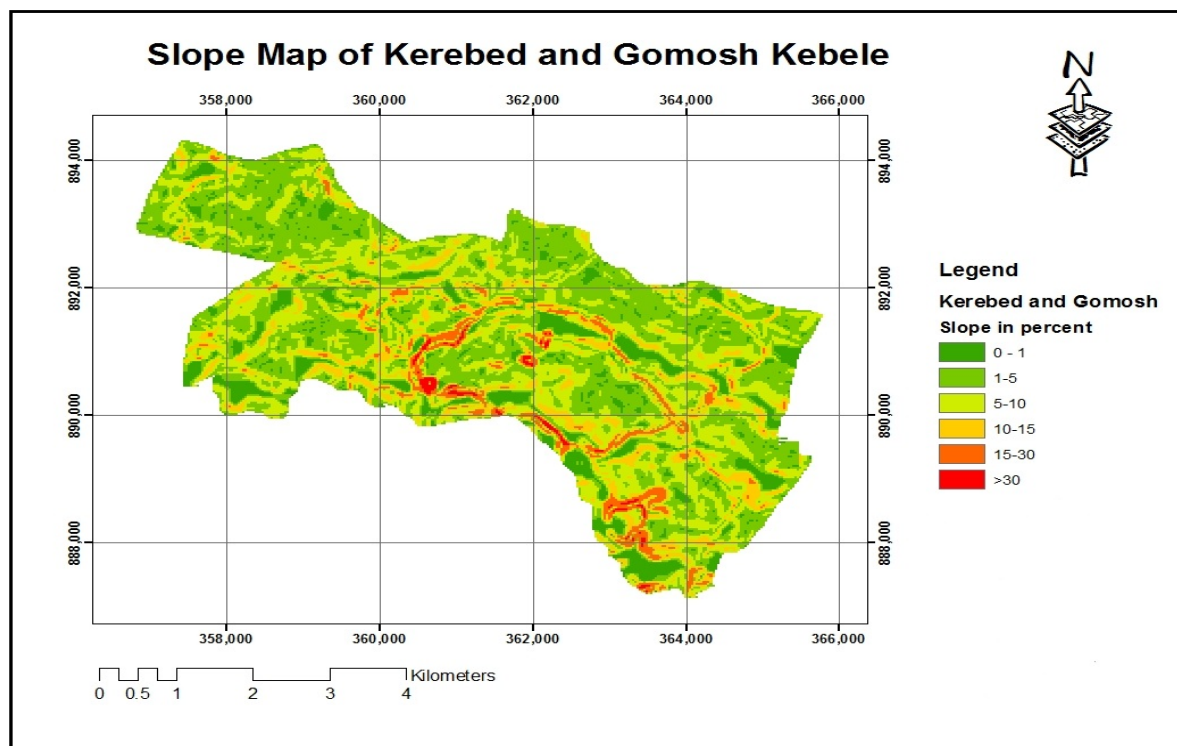 Slope Map of Kerebed and Gomosh Kebele
N
358,000 360,000 362,000 364,000 366,000
894,000 894,000
892,000 892,000
890,000 890,000
888,000 888,000
358,000 360,000 362,000 364,000 366,000
Legend
Kerebed and Gomosh
Slope in percent
0 - 1
1-5
5-10
10-15
15-30
>30
Kilometers
0 0.5 1 2 3 4